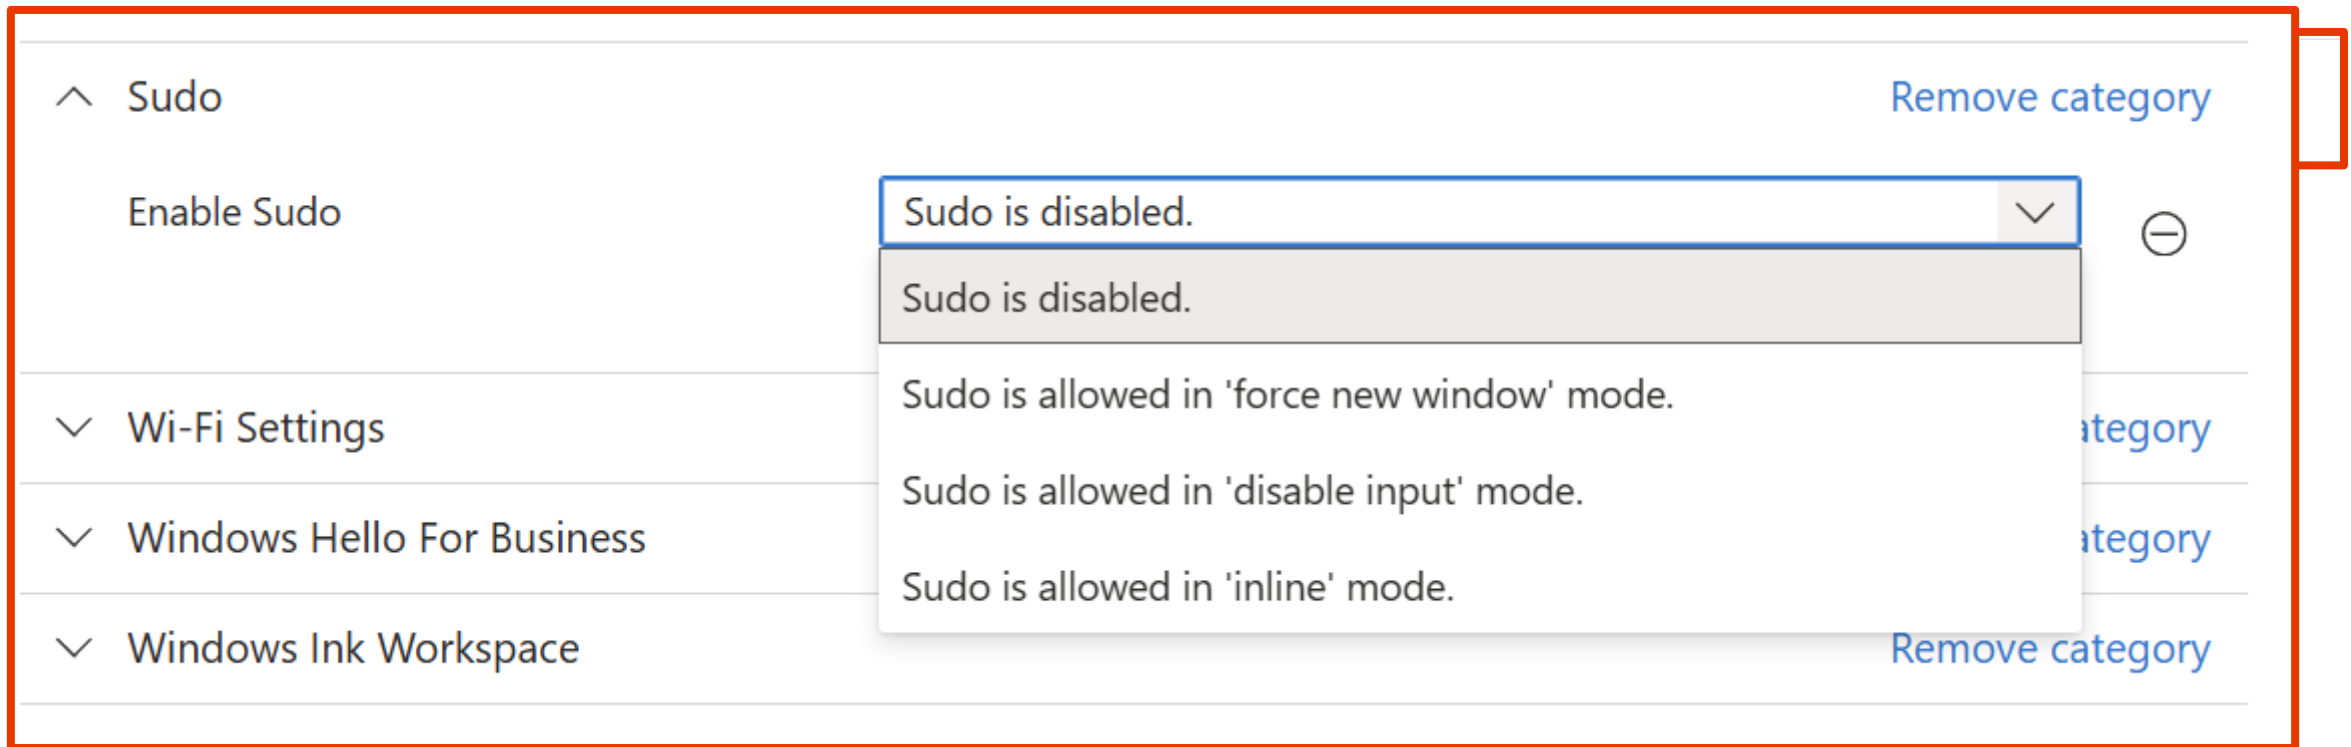 Sudo
Remove category
Enable Sudo
Sudo is disabled.
Sudo is disabled.
Sudo is allowed in 'force new window' mode.
Wi-Fi Settings
ategory
Sudo is allowed in 'disable input' mode.
Windows Hello For Business
ategory
Sudo is allowed in 'inline' mode.
Windows Ink Workspace
Remove category